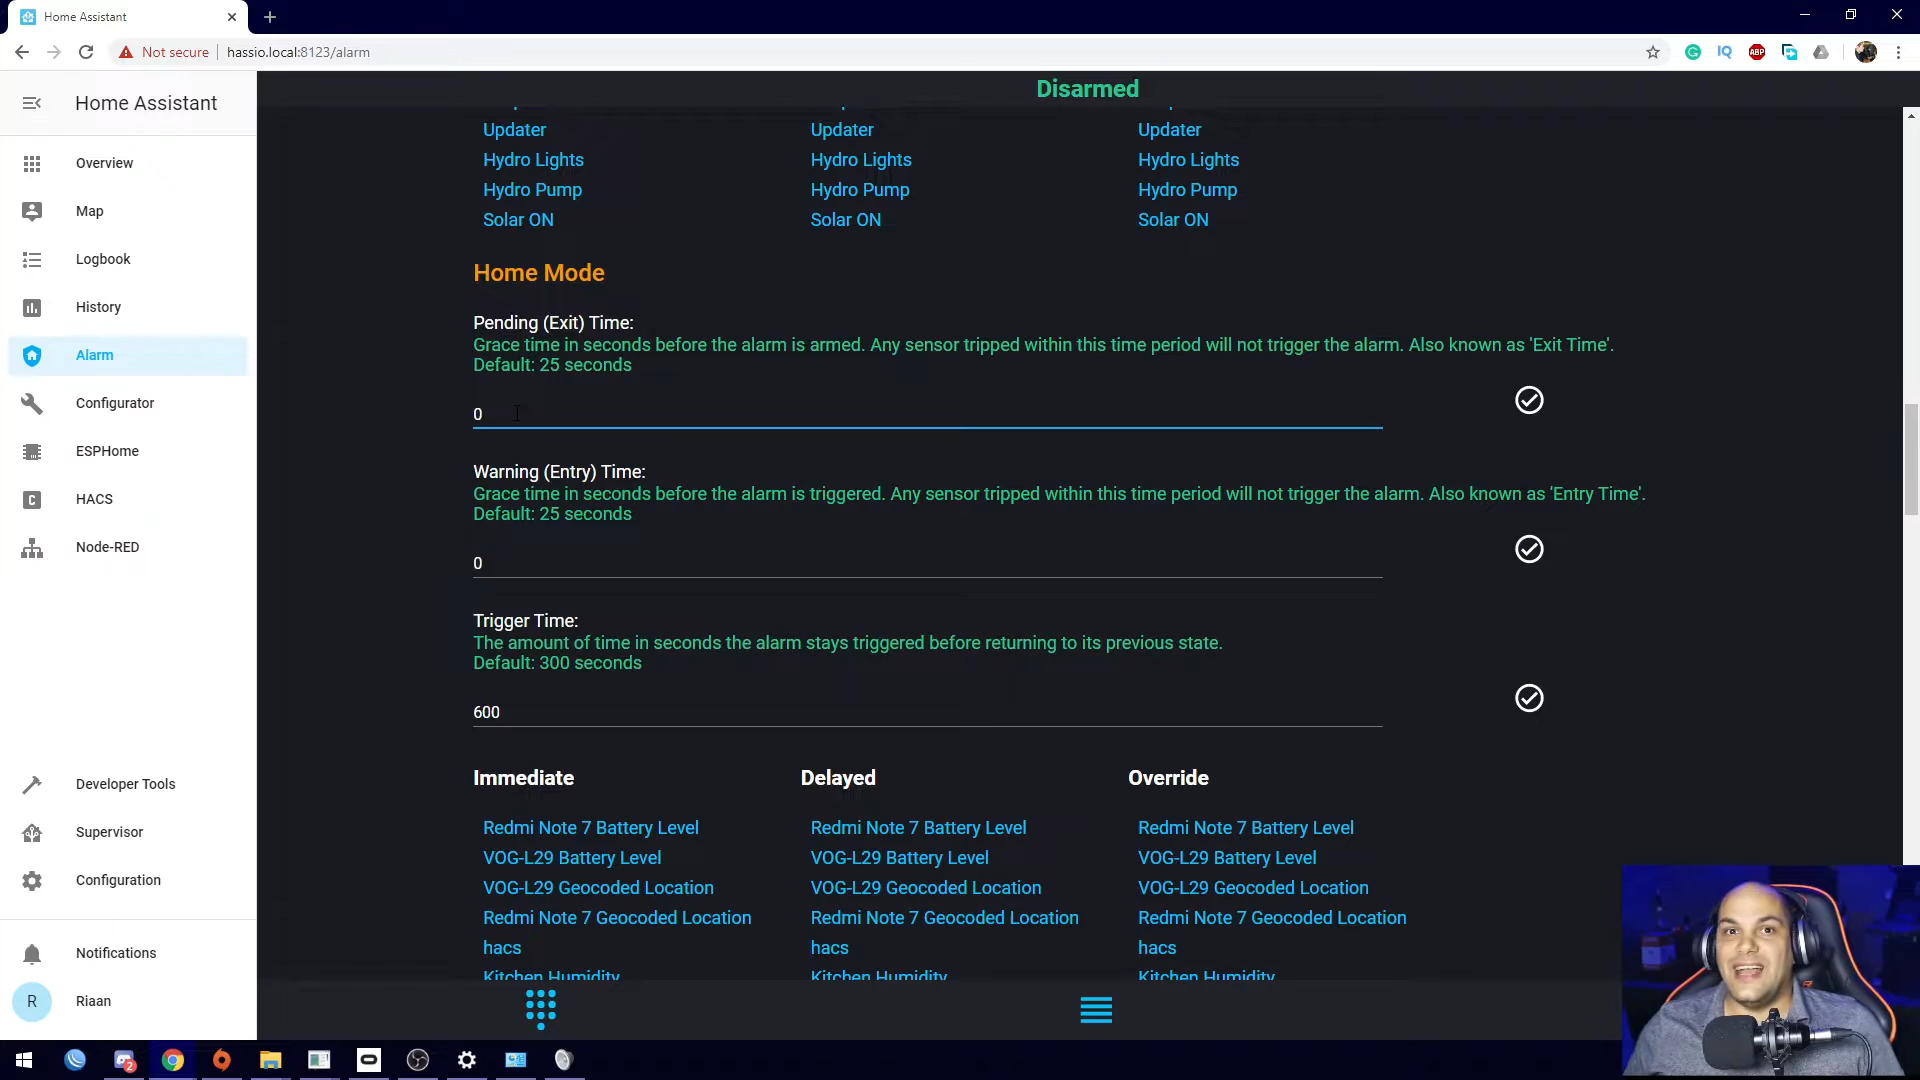 Home Assistant
Not secure
hassio.local:8123/alarm
IQ
ABP
Home Assistant
Overview
Map
Logbook
History
Alarm
Configurator
ESPHome
C
HACS
Node-RED
Developer Tools
Supervisor
Configuration
Notifications
R
Riaan
Disarmed
Updater Updater Updater
Hydro Lights Hydro Lights Hydro Lights
Hydro Pump Hydro Pump Hydro Pump
Solar ON Solar ON Solar ON
Home Mode
Pending (Exit) Time:
Grace time in seconds before the alarm is armed. Any sensor tripped within this time period will not trigger the alarm. Also known as 'Exit Time'.
Default: 25 seconds
0
Warning (Entry) Time:
Grace time in seconds before the alarm is triggered. Any sensor tripped within this time period will not trigger the alarm. Also known as 'Entry Time'.
Default: 25 seconds
0
Trigger Time:
The amount of time in seconds the alarm stays triggered before returning to its previous state.
Default: 300 seconds
600
Immediate Delayed Override
Redmi Note 7 Battery Level Redmi Note 7 Battery Level Redmi Note 7 Battery Level
VOG-L29 Battery Level VOG-L29 Battery Level VOG-L29 Battery Level
VOG-L29 Geocoded Location VOG-L29 Geocoded Location VOG-L29 Geocoded Location
Redmi Note 7 Geocoded Location Redmi Note 7 Geocoded Location Redmi Note 7 Geocoded Location
hacs hacs hacs
Kitchen Humidity Kitchen Humidity Kitchen Humidity
2